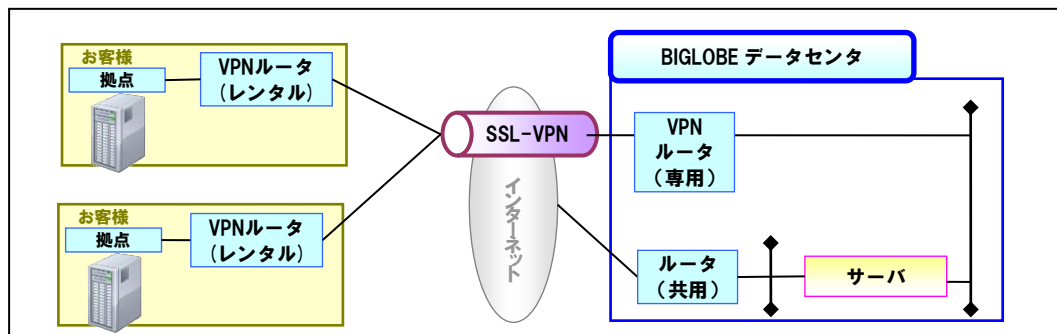 お客様
拠点
VPNルータ
(レンタル)
BIGLOBE データセンタ
SSL-VPN
インターネット
VPN
ルータ
(専用)
お客様
拠点
VPNルータ
(レンタル)
ルータ
(共用)
サーバ